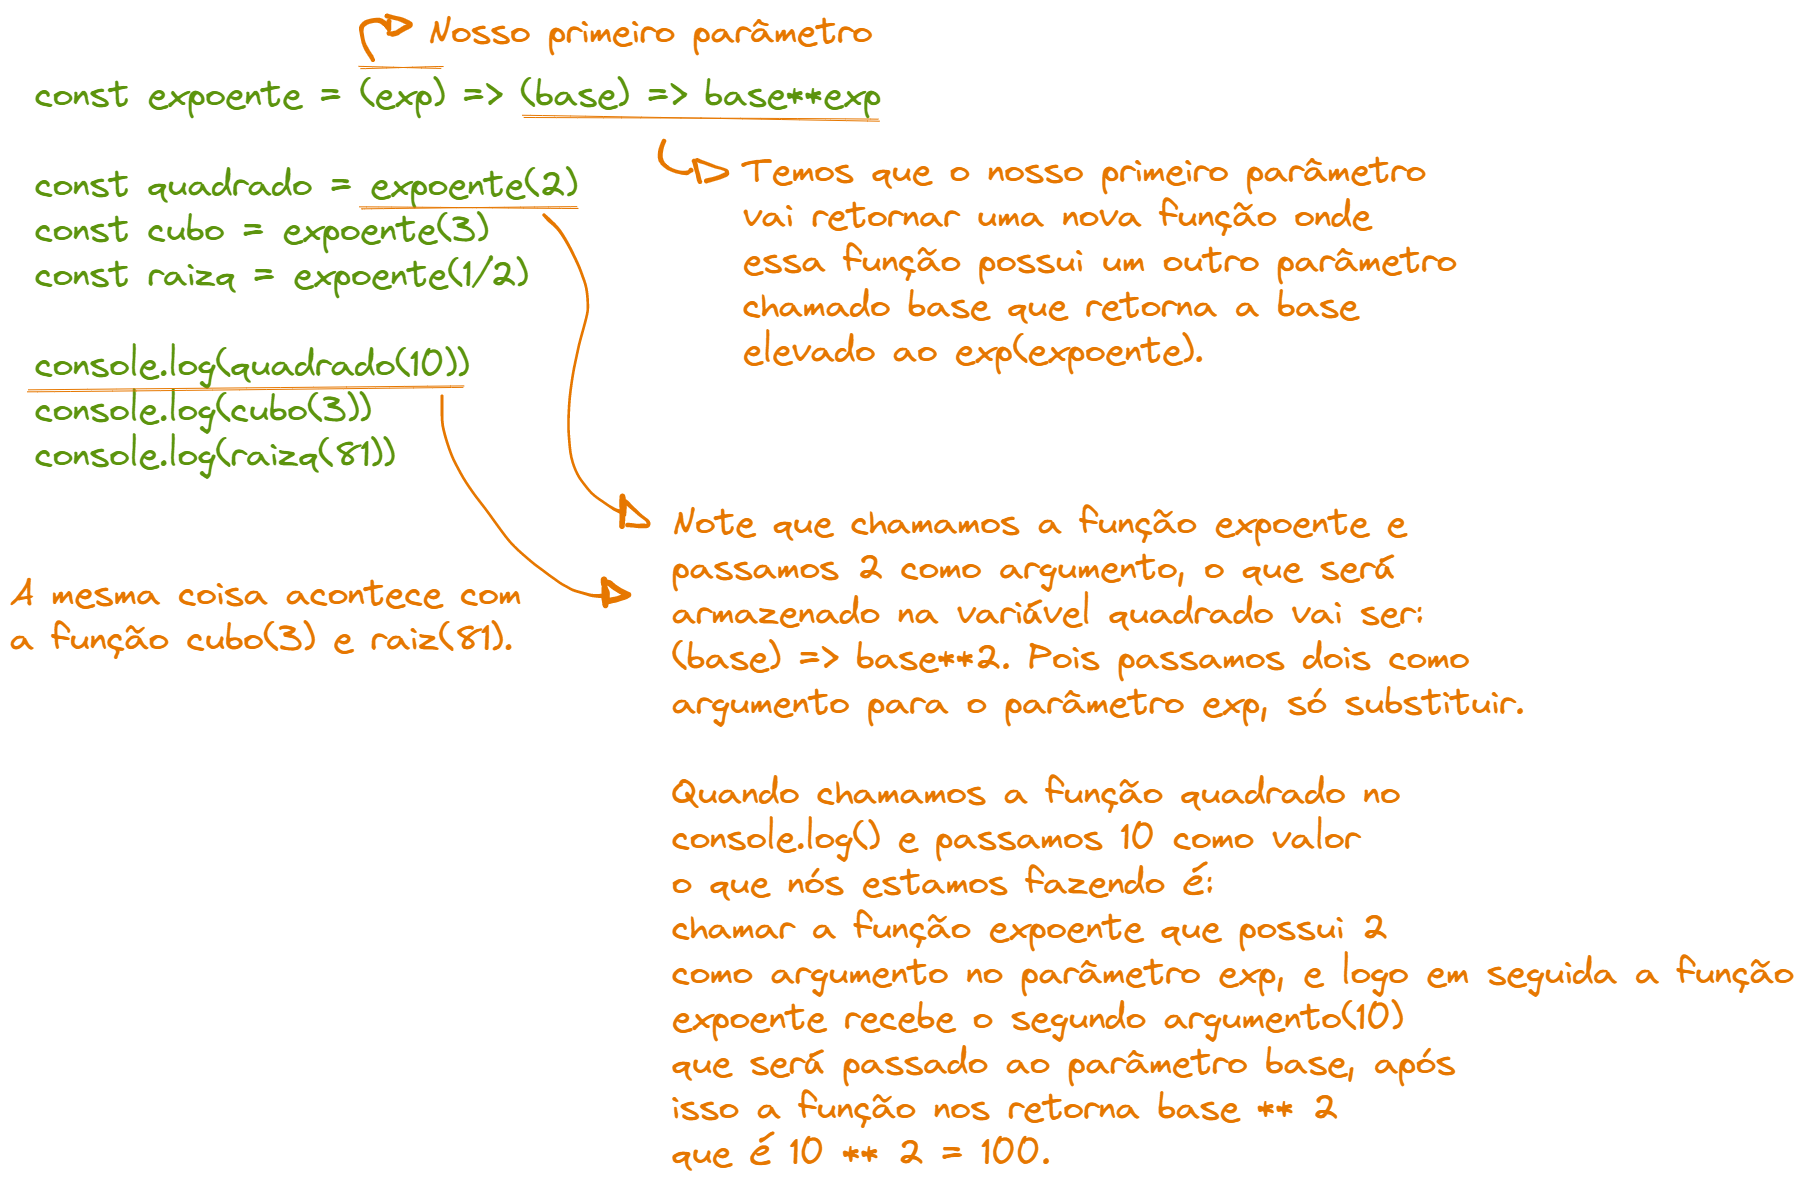 Nosso primeiro parâmetro
const expoente = (exp) => (base) => base**exp
const quadrado = expoente(2)
const cubo = expoente(3)
const raizq = expoente(1/2)
console.log(quadrado(10))
console.log(cubo(3))
console.log(raizq(81))
Temos que o nosso primeiro parâmetro
vai retornar uma nova função onde
essa função possui um outro parâmetro
chamado base que retorna a base
elevado ao exp(expoente).
A mesma coisa acontece com
a função cubo(3) e raiz(81).
Note que chamamos a função expoente e
passamos 2 como argumento, o que será
armazenado na variável quadrado vai ser:
(base) => base**2. Pois passamos dois como
argumento para o parâmetro exp, só substituir.
Quando chamamos a função quadrado no
console.log() e passamos 10 como valor
o que nós estamos fazendo é:
chamar a função expoente que possui 2
como argumento no parâmetro exp, e logo em seguida a função
expoente recebe o segundo argumento(10)
que será passado ao parâmetro base, após
isso a função nos retorna base ** 2
que é 10 ** 2 = 100.